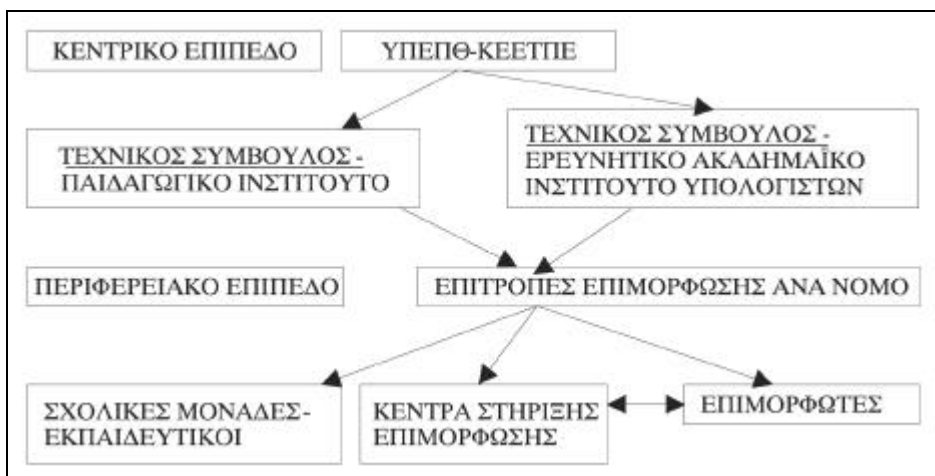 ΚΕΝΤΡΙΚΟ ΕΠΙΠΕΔΟ
ΥΠΕΠΘ-ΚΕΕΤΠΕ
ΤΕΧΝΙΚΟΣ ΣΥΜΒΟΥΛΟΣ -
ΠΑΙΔΑΓΩΓΙΚΟ ΙΝΣΤΙΤΟΥΤΟ
ΤΕΧΝΙΚΟΣ ΣΥΜΒΟΥΛΟΣ -
ΕΡΕΥΝΗΤΙΚΟ ΑΚΑΔΗΜΑΪΚΟ
ΙΝΣΤΙΤΟΥΤΟ ΥΠΟΛΟΓΙΣΤΩΝ
ΠΕΡΙΦΕΡΕΙΑΚΟ ΕΠΙΠΕΔΟ
ΕΠΙΤΡΟΠΕΣ ΕΠΙΜΟΡΦΩΣΗΣ ΑΝΑ ΝΟΜΟ
ΣΧΟΛΙΚΕΣ ΜΟΝΑΔΕΣ-
ΕΚΠΑΙΔΕΥΤΙΚΟΙ
ΚΕΝΤΡΑ ΣΤΗΡΙΞΗΣ
ΕΠΙΜΟΡΦΩΣΗΣ
ΕΠΙΜΟΡΦΩΤΕΣ